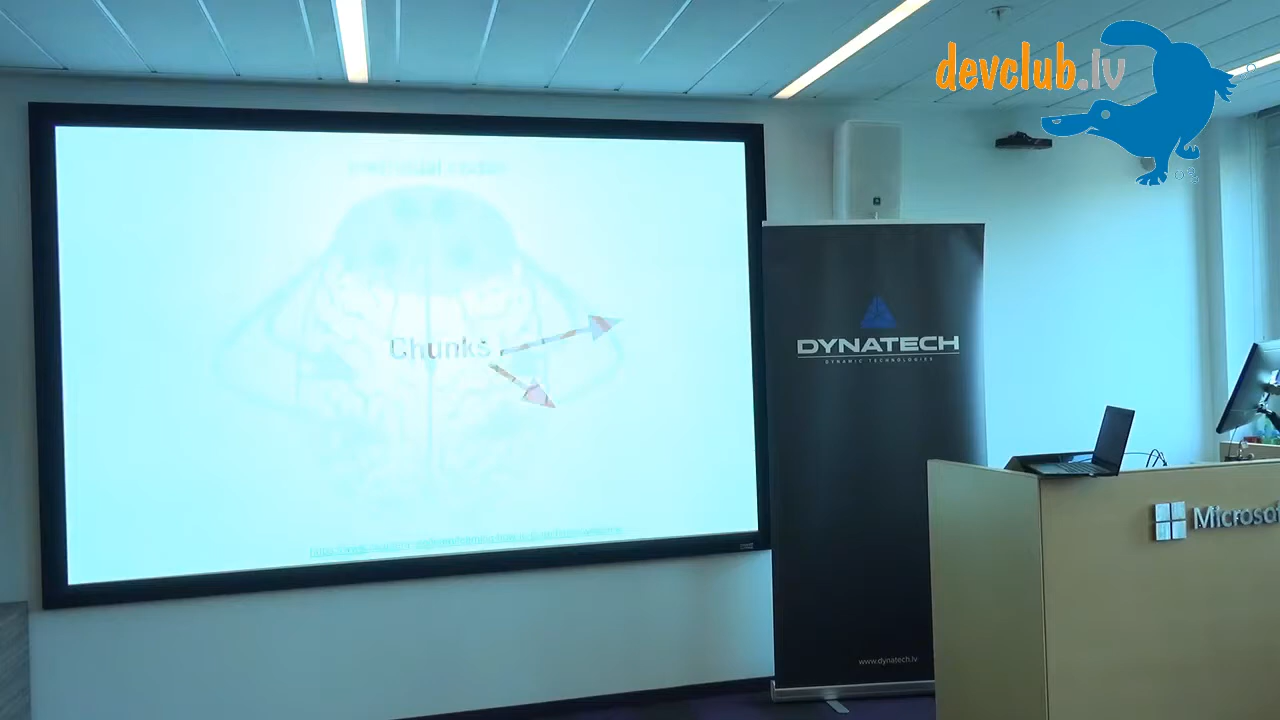 devclub.lv
Chunks
DYNATECH
DYNAMIC TECHNOLOGIES
Microsof
www.dynatech.lv